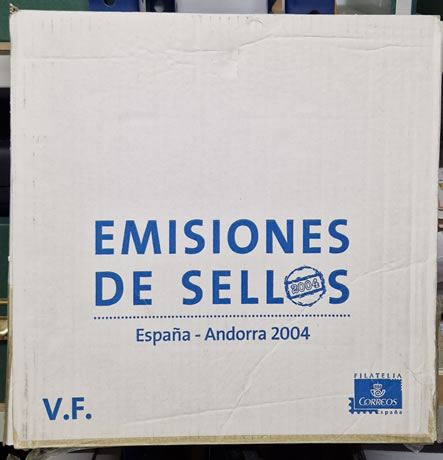 EMISIONES
DE SELLOS
2004
España - Andorra 2004
V.F.
FILATELIA
CORREOS
España